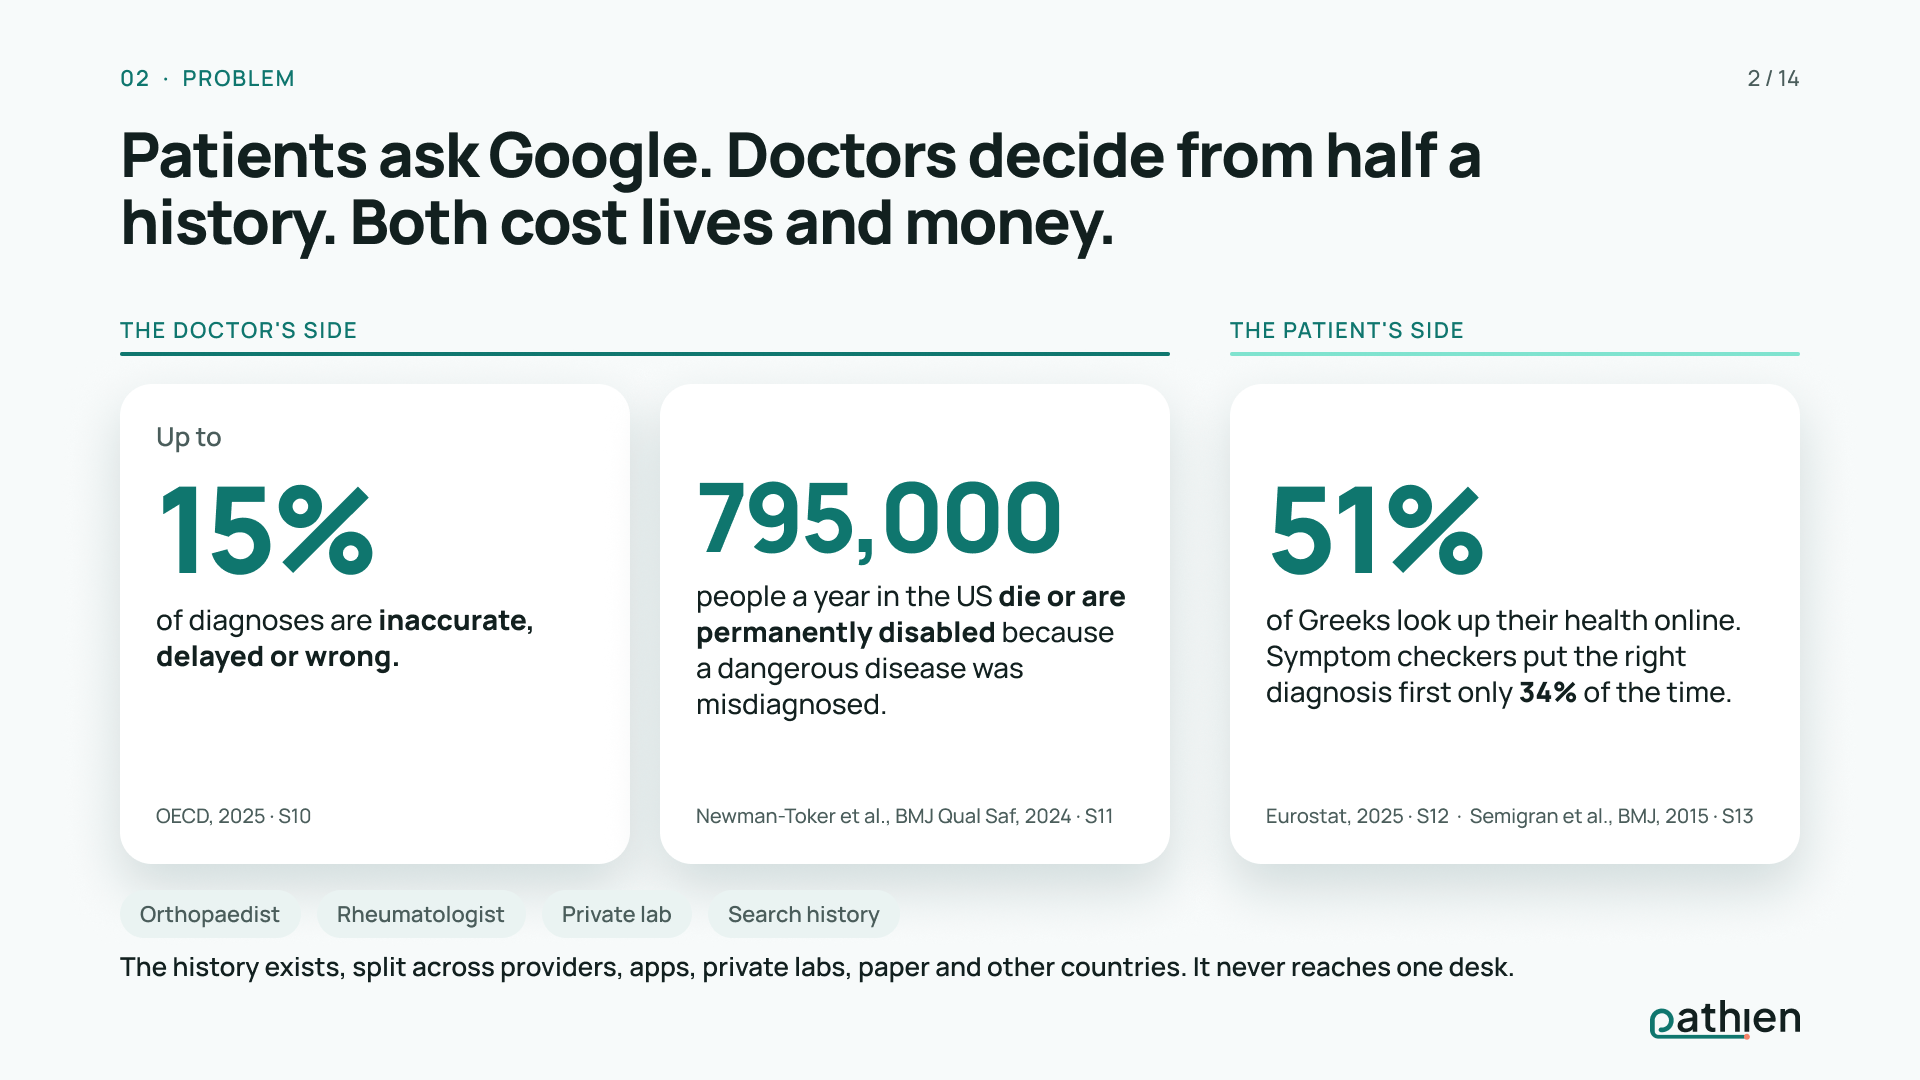 02 · PROBLEM
2 / 14
Patients ask Google. Doctors decide from half a
history. Both cost lives and money.
THE DOCTOR'S SIDE
Up to
15%
of diagnoses are inaccurate,
delayed or wrong.
OECD, 2025 · S10
795,000
people a year in the US die or are
permanently disabled because
a dangerous disease was
misdiagnosed.
Newman-Toker et al., BMJ Qual Saf, 2024 · S11
THE PATIENT'S SIDE
51%
of Greeks look up their health online.
Symptom checkers put the right
diagnosis first only 34% of the time.
Eurostat, 2025 · S12 · Semigran et al., BMJ, 2015 · S13
Orthopaedist Rheumatologist Private lab Search history
The history exists, split across providers, apps, private labs, paper and other countries. It never reaches one desk.
pathien